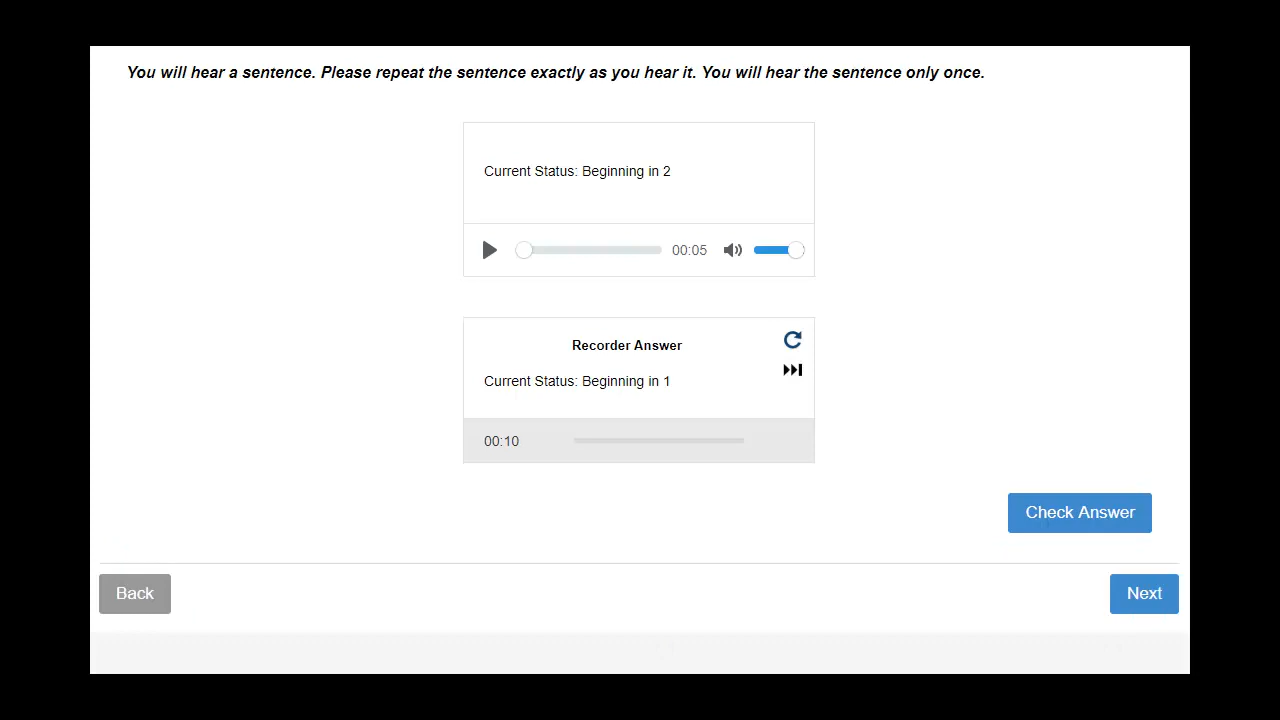 You will hear a sentence. Please repeat the sentence exactly as you hear it. You will hear the sentence only once.
Current Status: Beginning in 2
00:05
Recorder Answer
Current Status: Beginning in 1
00:10
Check Answer
Back
Next